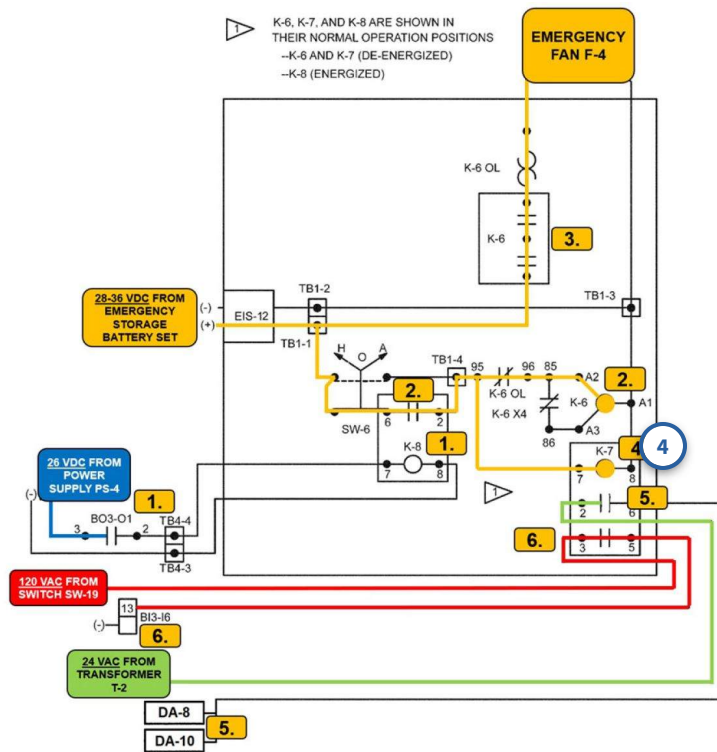 1
K-6, K-7, AND K-8 ARE SHOWN IN
THEIR NORMAL OPERATION POSITIONS
--K-6 AND K-7 (DE-ENERGIZED)
--K-8 (ENERGIZED)
EMERGENCY
FAN F-4
K-6 OL
K-6
3.
28-36 VDC FROM
EMERGENCY
STORAGE
BATTERY SET
(-)
(+)
EIS-12
TB1-2
TB1-1
TB1-3
H O A
TB1-4
95
96
85
A2
2.
K-6 OL
K-6
A1
K-6 X4
A3
86
2.
6
2
SW-6
1.
K-8
7
8
K-7
4
4
7
8
1
26 VDC FROM
POWER
SUPPLY PS-4
(-)
1.
BO3-O1
3
2
TB4-4
TB4-3
2
6
5.
6.
3
5
120 VAC FROM
SWITCH SW-19
13
(-)
BI3-I6
6.
24 VAC FROM
TRANSFORMER
T-2
DA-8
DA-10
5.